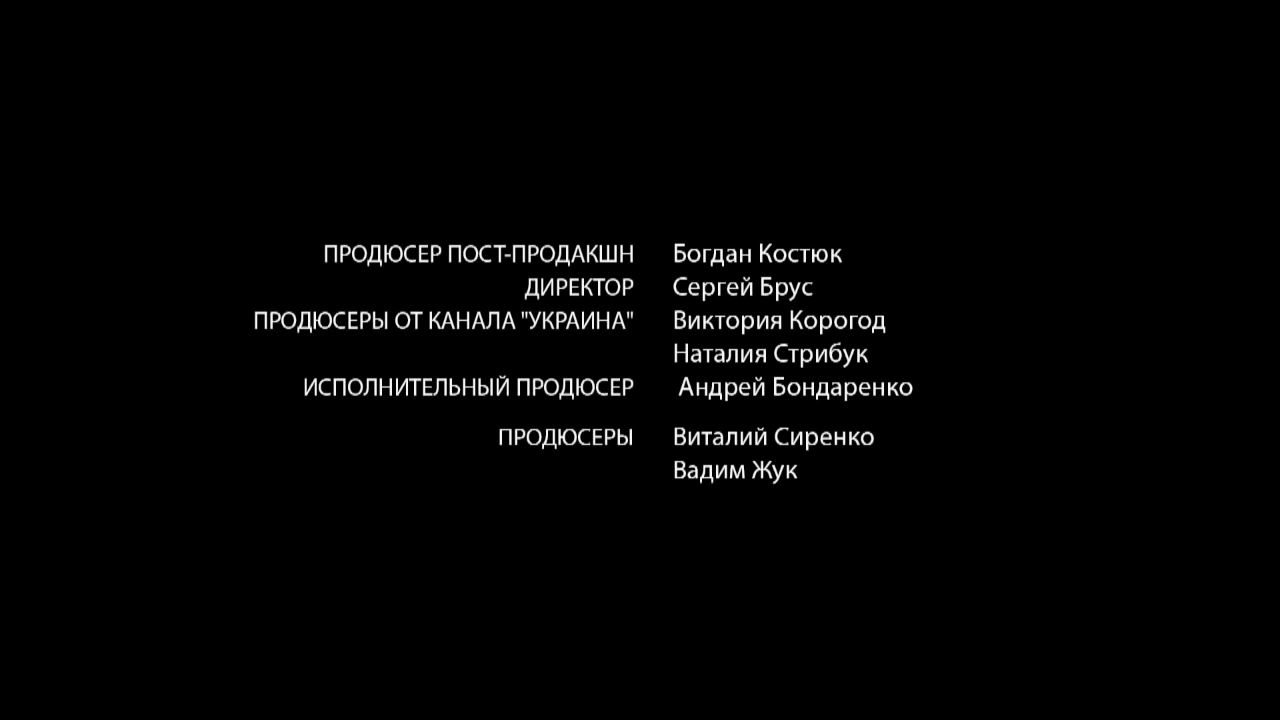 ПРОДЮСЕР ПОСТ-ПРОДАКШН Богдан Костюк
ДИРЕКТОР Сергей Брус
ПРОДЮСЕРЫ ОТ КАНАЛА "УКРАИНА" Виктория Корогод
Наталия Стрибук
ИСПОЛНИТЕЛЬНЫЙ ПРОДЮСЕР Андрей Бондаренко
ПРОДЮСЕРЫ Виталий Сиренко
Вадим Жук